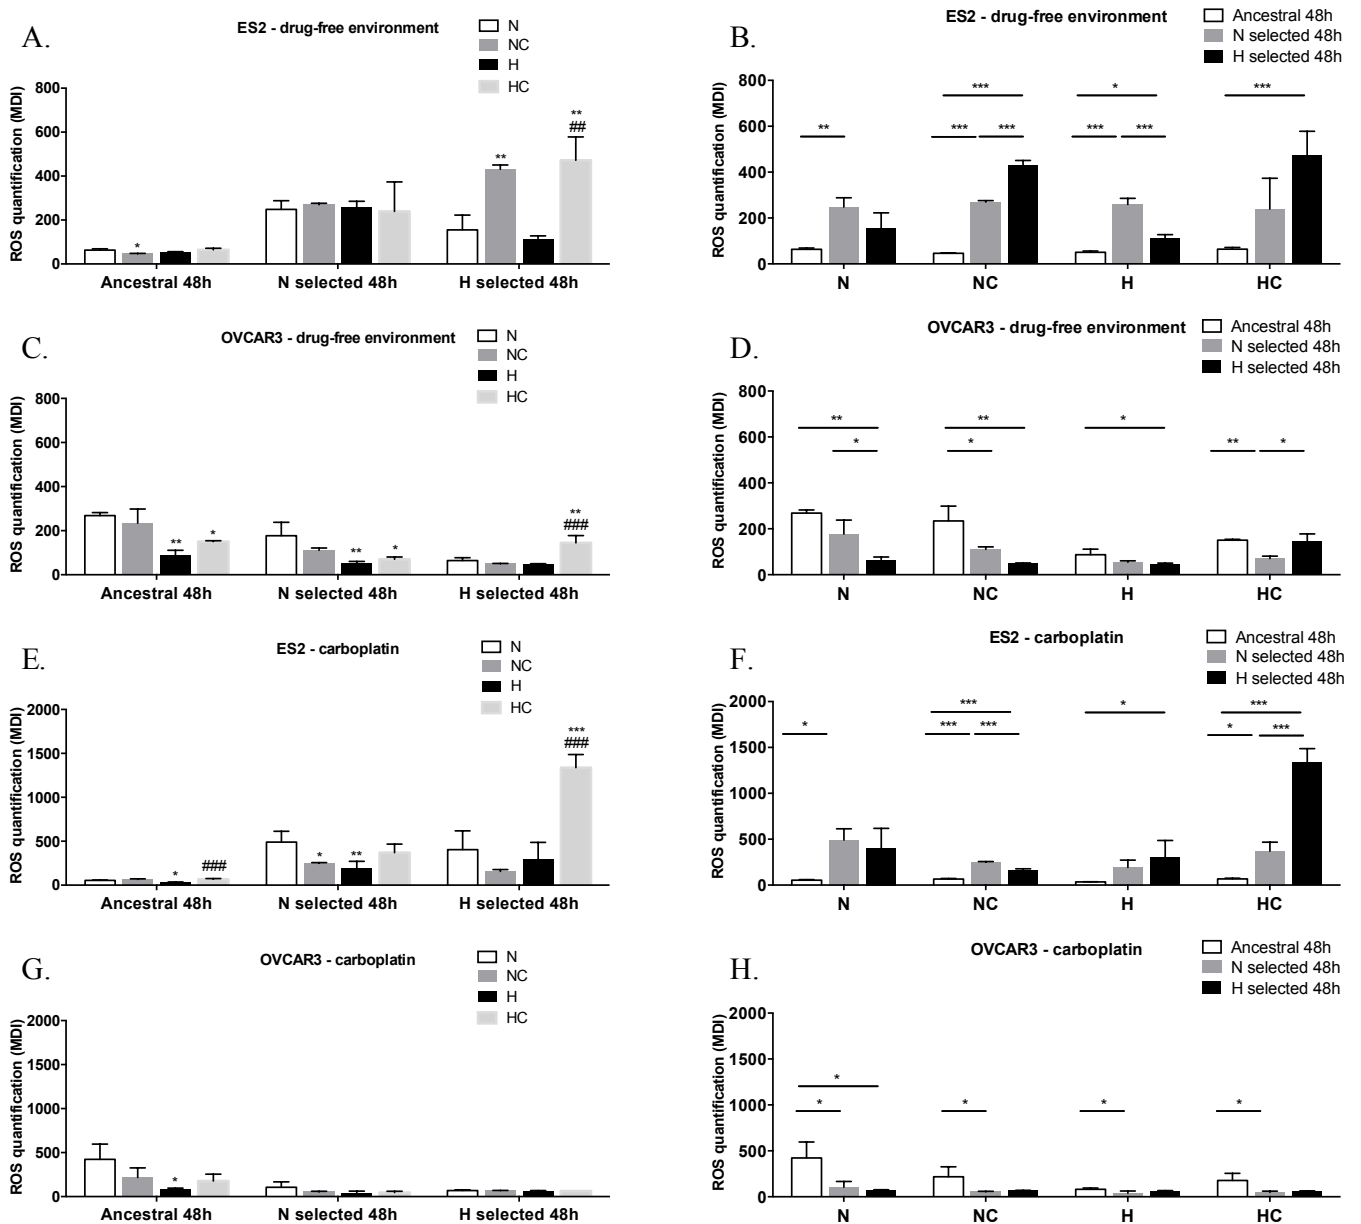 A.
ES2 - drug-free environment
N
NC
H
HC
ROS quantification (MDI)
800
600
400
200
0
*
**
**
##
Ancestral 48h
N selected 48h
H selected 48h
B.
ES2 - drug-free environment
Ancestral 48h
N selected 48h
H selected 48h
ROS quantification (MDI)
800
600
400
200
0
**
***
***
***
*
***
***
***
N
NC
H
HC
C.
OVCAR3 - drug-free environment
N
NC
H
HC
ROS quantification (MDI)
800
600
400
200
0
**
*
**
*
**
###
Ancestral 48h
N selected 48h
H selected 48h
D.
OVCAR3 - drug-free environment
Ancestral 48h
N selected 48h
H selected 48h
ROS quantification (MDI)
800
600
400
200
0
**
*
**
*
*
**
*
N
NC
H
HC
E.
ES2 - carboplatin
N
NC
H
HC
ROS quantification (MDI)
2000
1500
1000
500
0
*
###
*
**
***
###
Ancestral 48h
N selected 48h
H selected 48h
F.
ES2 - carboplatin
Ancestral 48h
N selected 48h
H selected 48h
ROS quantification (MDI)
2000
1500
1000
500
0
*
***
***
***
*
***
*
***
N
NC
H
HC
G.
OVCAR3 - carboplatin
N
NC
H
HC
ROS quantification (MDI)
2000
1500
1000
500
0
*
Ancestral 48h
N selected 48h
H selected 48h
H.
OVCAR3 - carboplatin
Ancestral 48h
N selected 48h
H selected 48h
ROS quantification (MDI)
2000
1500
1000
500
0
*
*
*
*
*
N
NC
H
HC